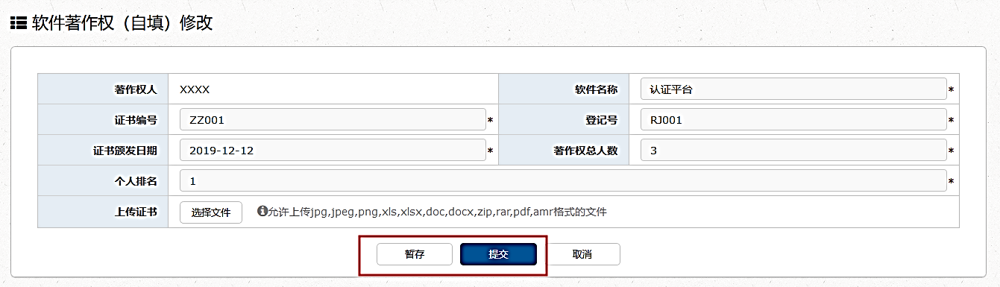 软件著作权（自填）修改
著作权人 XXXX 软件名称 认证平台 *
证书编号 ZZ001 * 登记号 RJ001 *
证书颁发日期 2019-12-12 * 著作权总人数 3 *
个人排名 1 *
上传证书 选择文件 允许上传jpg,jpeg,png,xls,xlsx,doc,docx,zip,rar,pdf,amr格式的文件
暂存 提交 取消